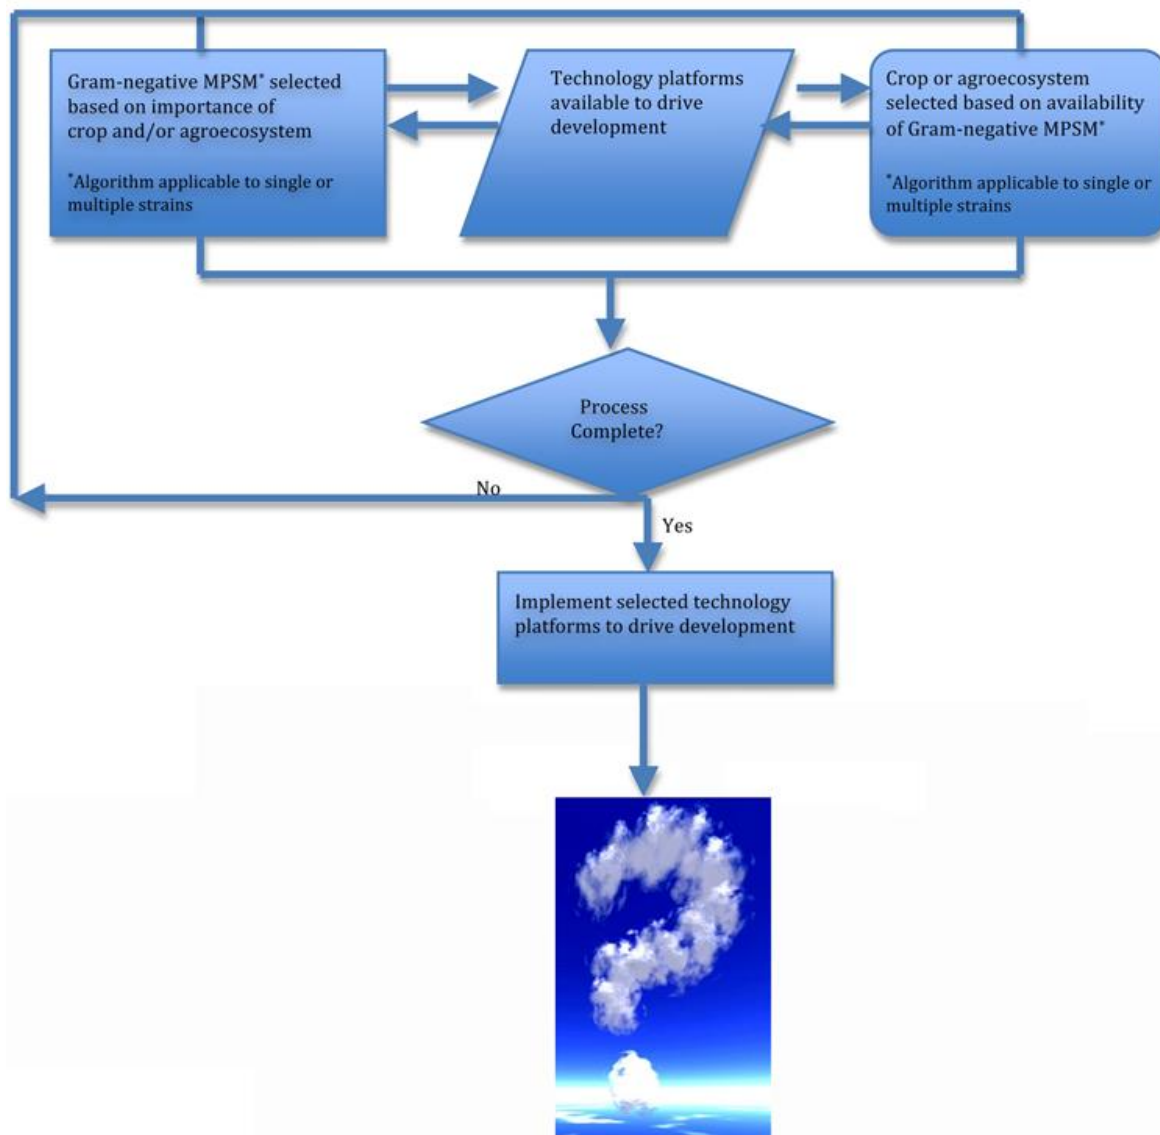 Gram-negative MPSM* selected
based on importance of
crop and/or agroecosystem
*Algorithm applicable to single or
multiple strains
Technology platforms
available to drive
development
Crop or agroecosystem
selected based on availability
of Gram-negative MPSM*
*Algorithm applicable to single or
multiple strains
Process
Complete?
No
Yes
Implement selected technology
platforms to drive development
?